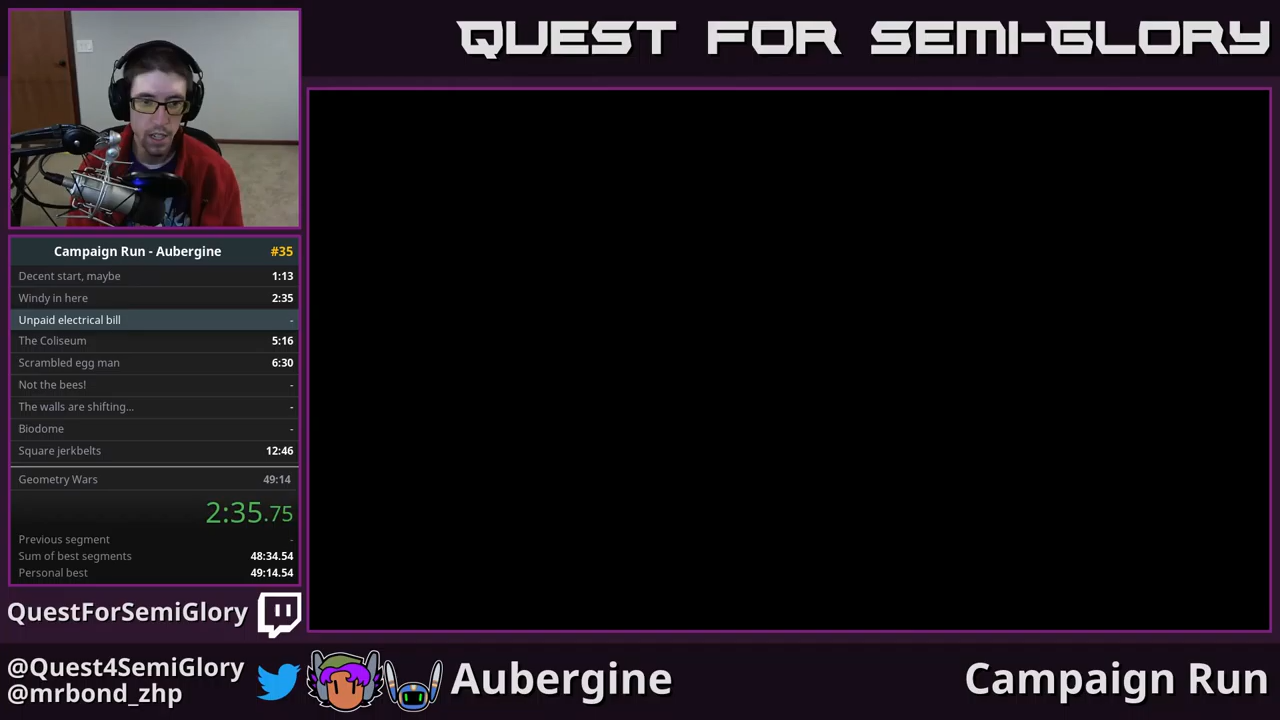 QUEST FOR SEMI-GLORY
Campaign Run - Aubergine #35
Decent start, maybe 1:13
Windy in here 2:35
Unpaid electrical bill -
The Coliseum 5:16
Scrambled egg man 6:30
Not the bees! -
The walls are shifting... -
Biodome -
Square jerkbelts 12:46
Geometry Wars 49:14
2:35.75
Previous segment -
Sum of best segments 48:34.54
Personal best 49:14.54
QuestForSemiGlory
@Quest4SemiGlory
@mrbond_zhp
Aubergine
Campaign Run